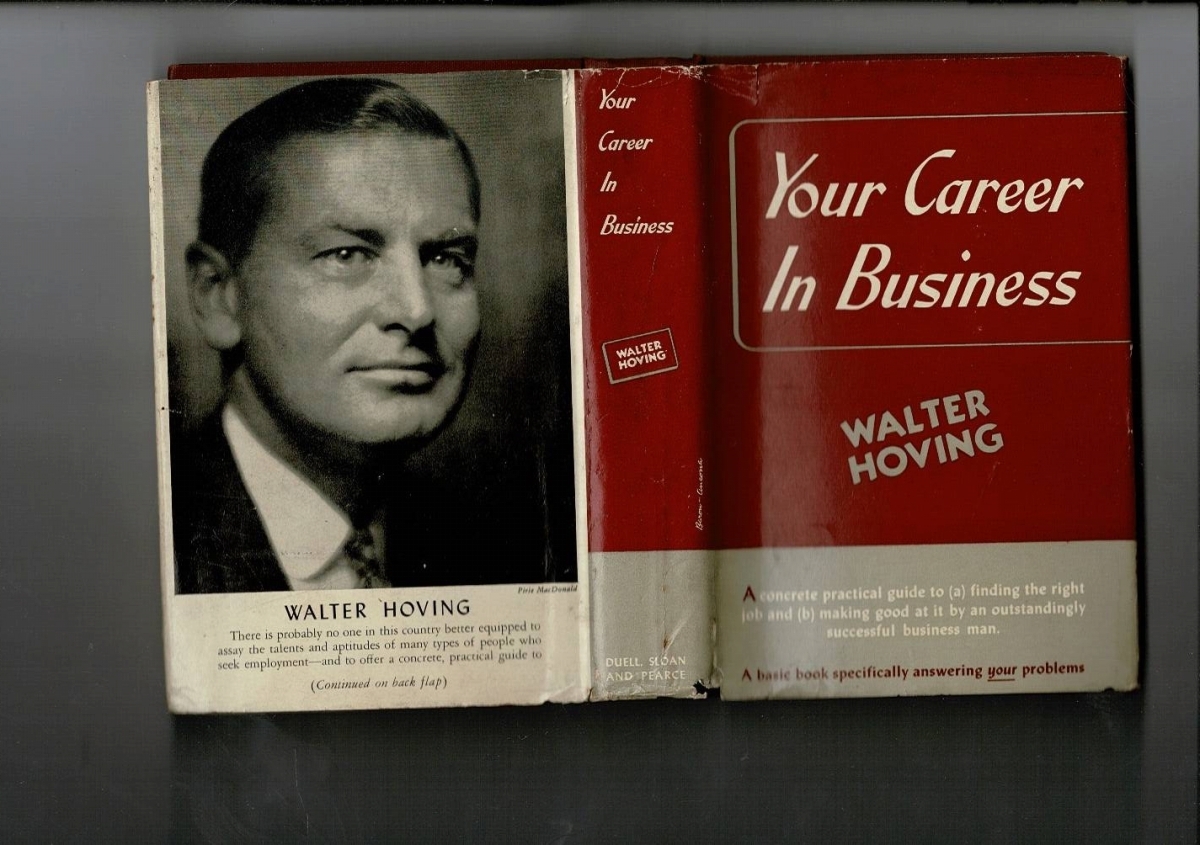 Piris MacDonald
WALTER HOVING
There is probably no one in this country better equipped to
assay the talents and aptitudes of many types of people who
seek employment—and to offer a concrete, practical guide to
(Continued on back flap)
Your
Career
In
Business
WALTER
HOVING
DUELL, SLOAN
AND PEARCE
Your Career
In Business
WALTER
HOVING
A concrete practical guide to (a) finding the right
job and (b) making good at it by an outstandingly
successful business man.
A basic book specifically answering your problems